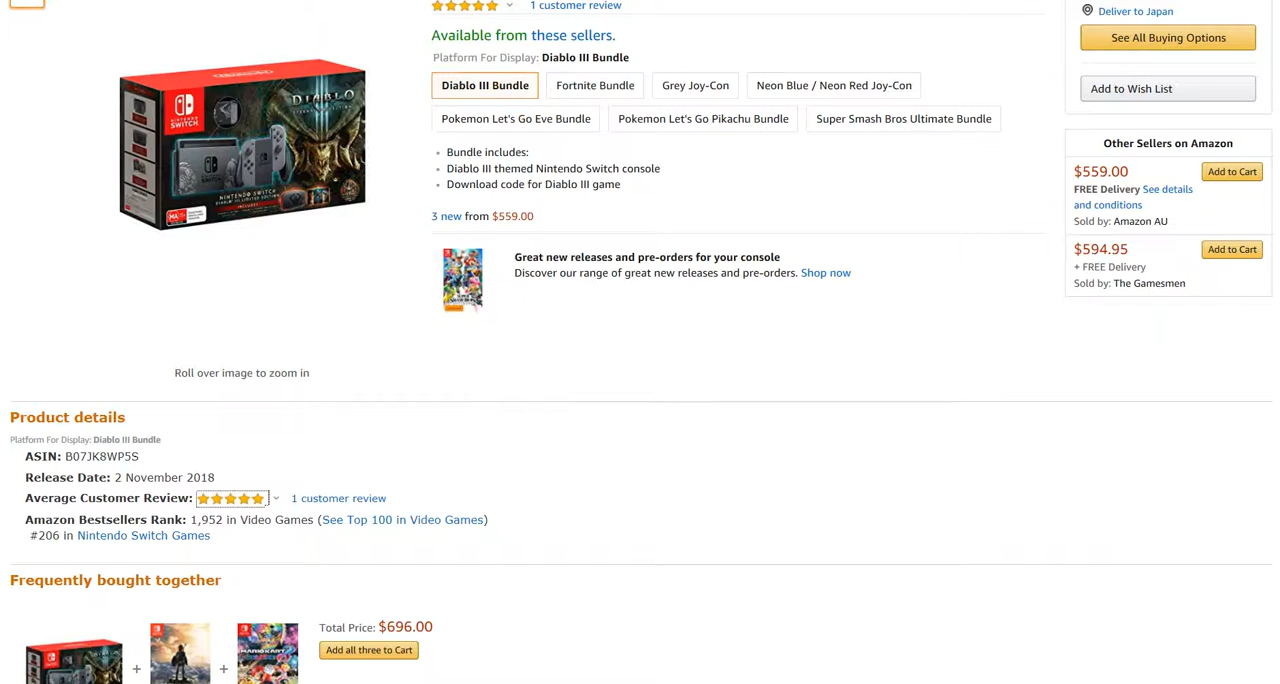 1 customer review
Available from these sellers.
Platform For Display: Diablo III Bundle
Diablo III Bundle
Fortnite Bundle
Grey Joy-Con
Neon Blue / Neon Red Joy-Con
Pokemon Let's Go Eve Bundle
Pokemon Let's Go Pikachu Bundle
Super Smash Bros Ultimate Bundle
Bundle includes:
Diablo III themed Nintendo Switch console
Download code for Diablo III game
3 new from $559.00
Great new releases and pre-orders for your console
Discover our range of great new releases and pre-orders. Shop now
NINTENDO
SWITCH
DIABLO
NINTENDO SWITCH
Roll over image to zoom in
Deliver to Japan
See All Buying Options
Add to Wish List
Other Sellers on Amazon
$559.00
Add to Cart
FREE Delivery See details
and conditions
Sold by: Amazon AU
$594.95
Add to Cart
+ FREE Delivery
Sold by: The Gamesmen
Product details
Platform For Display: Diablo III Bundle
ASIN: B07JK8WP5S
Release Date: 2 November 2018
Average Customer Review:
1 customer review
Amazon Bestsellers Rank: 1,952 in Video Games (See Top 100 in Video Games)
#206 in Nintendo Switch Games
Frequently bought together
+
+
MARIOKART
Total Price: $696.00
Add all three to Cart